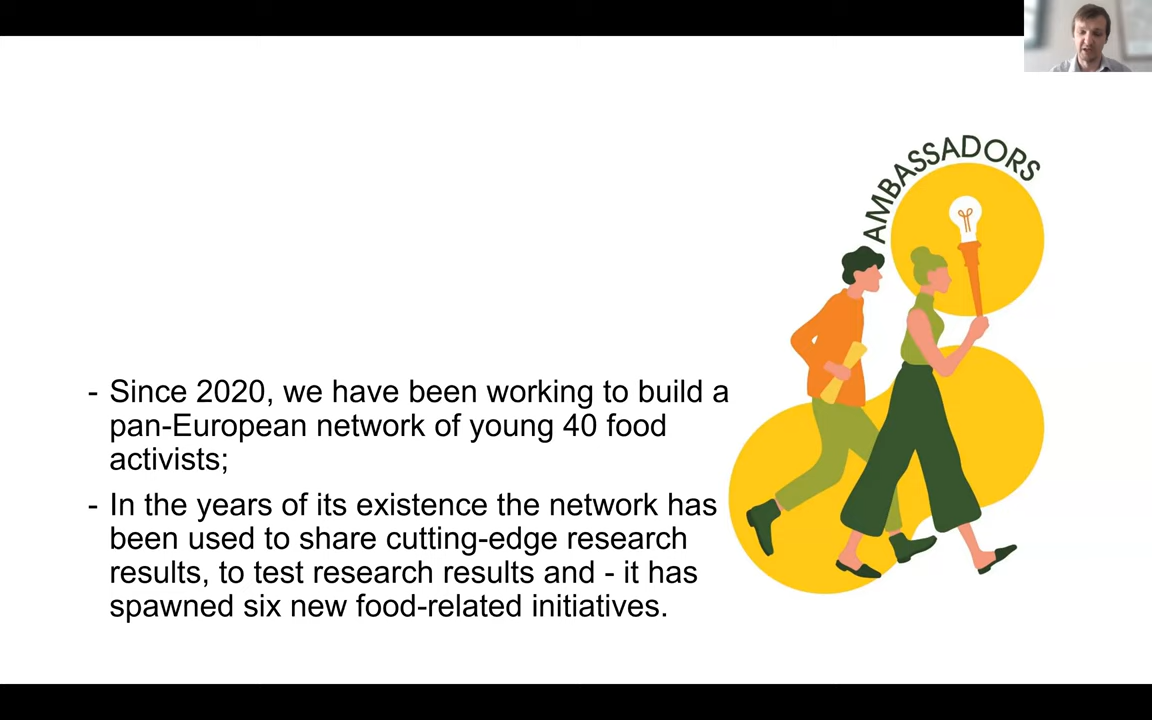 AMBASSADORS
- Since 2020, we have been working to build a
pan-European network of young 40 food
activists;
- In the years of its existence the network has
been used to share cutting-edge research
results, to test research results and - it has
spawned six new food-related initiatives.